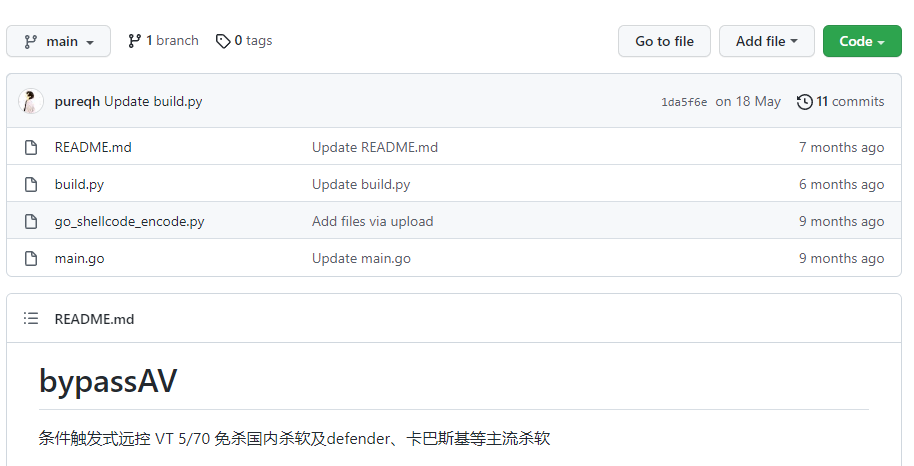 main 1 branch 0 tags Go to file Add file Code
pureqh Update build.py 1da5f6e on 18 May 11 commits
README.md Update README.md 7 months ago
build.py Update build.py 6 months ago
go_shellcode_encode.py Add files via upload 9 months ago
main.go Update main.go 9 months ago
README.md
bypassAV
条件触发式远控 VT 5/70 免杀国内杀软及defender、卡巴斯基等主流杀软